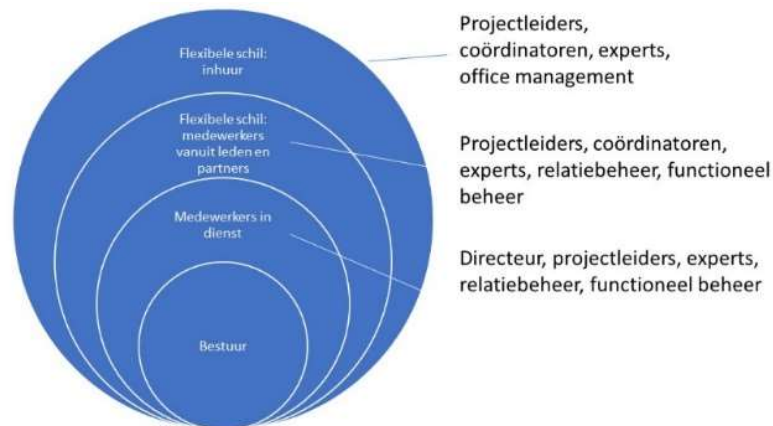 Flexibele schil:
inhuur
Projectleiders,
coördinatoren, experts,
office management
Flexibele schil:
medewerkers
vanuit leden en
partners
Projectleiders, coördinatoren,
experts, relatiebeheer, functioneel
beheer
Medewerkers in
dienst
Directeur, projectleiders, experts,
relatiebeheer, functioneel beheer
Bestuur